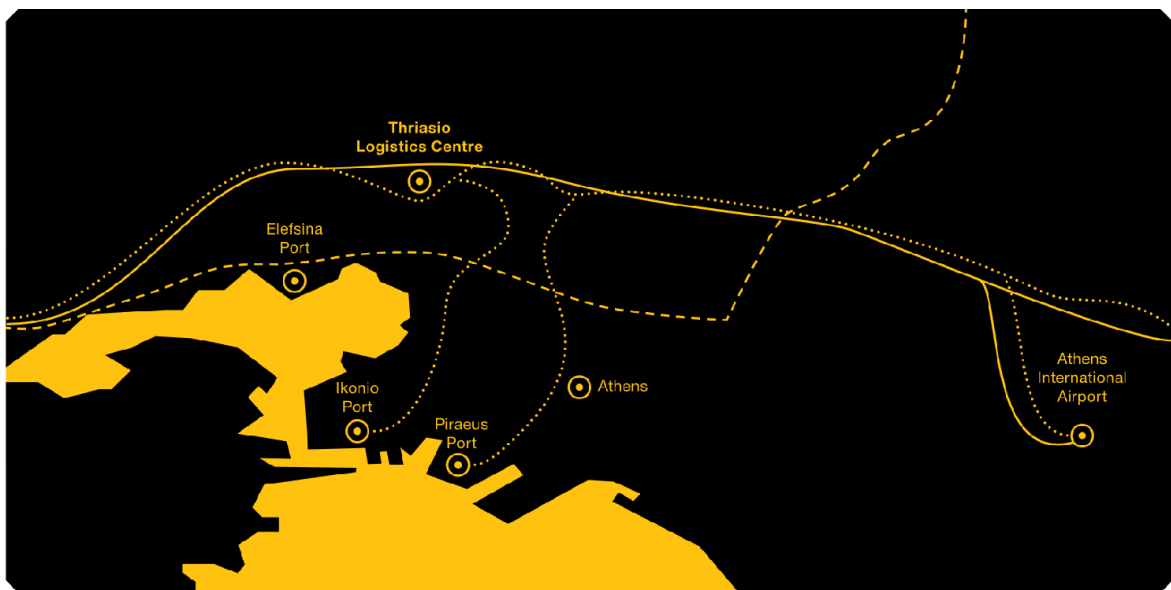 Thriasio
Logistics Centre
Elefsina
Port
Ikonio
Port
Piraeus
Port
Athens
Athens
International
Airport